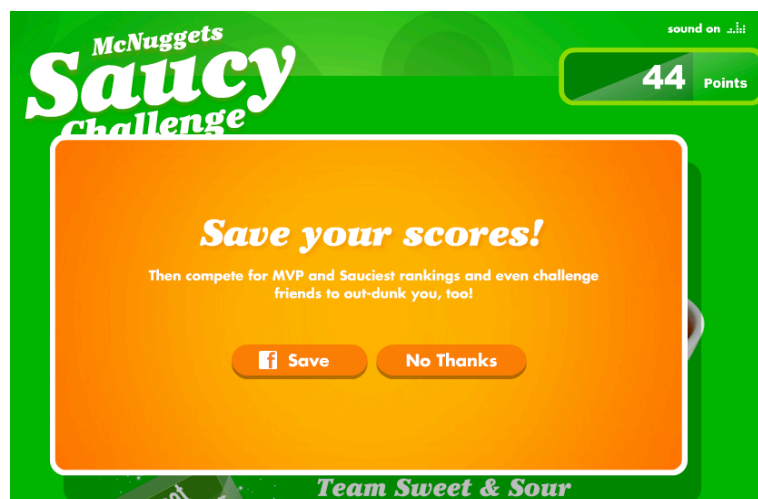 McNuggets
Saucy
Challenge
sound on
44 Points
Save your scores!
Then compete for MVP and Sauciest rankings and even challenge
friends to out-dunk you, too!
f Save
No Thanks
Team Sweet & Sour